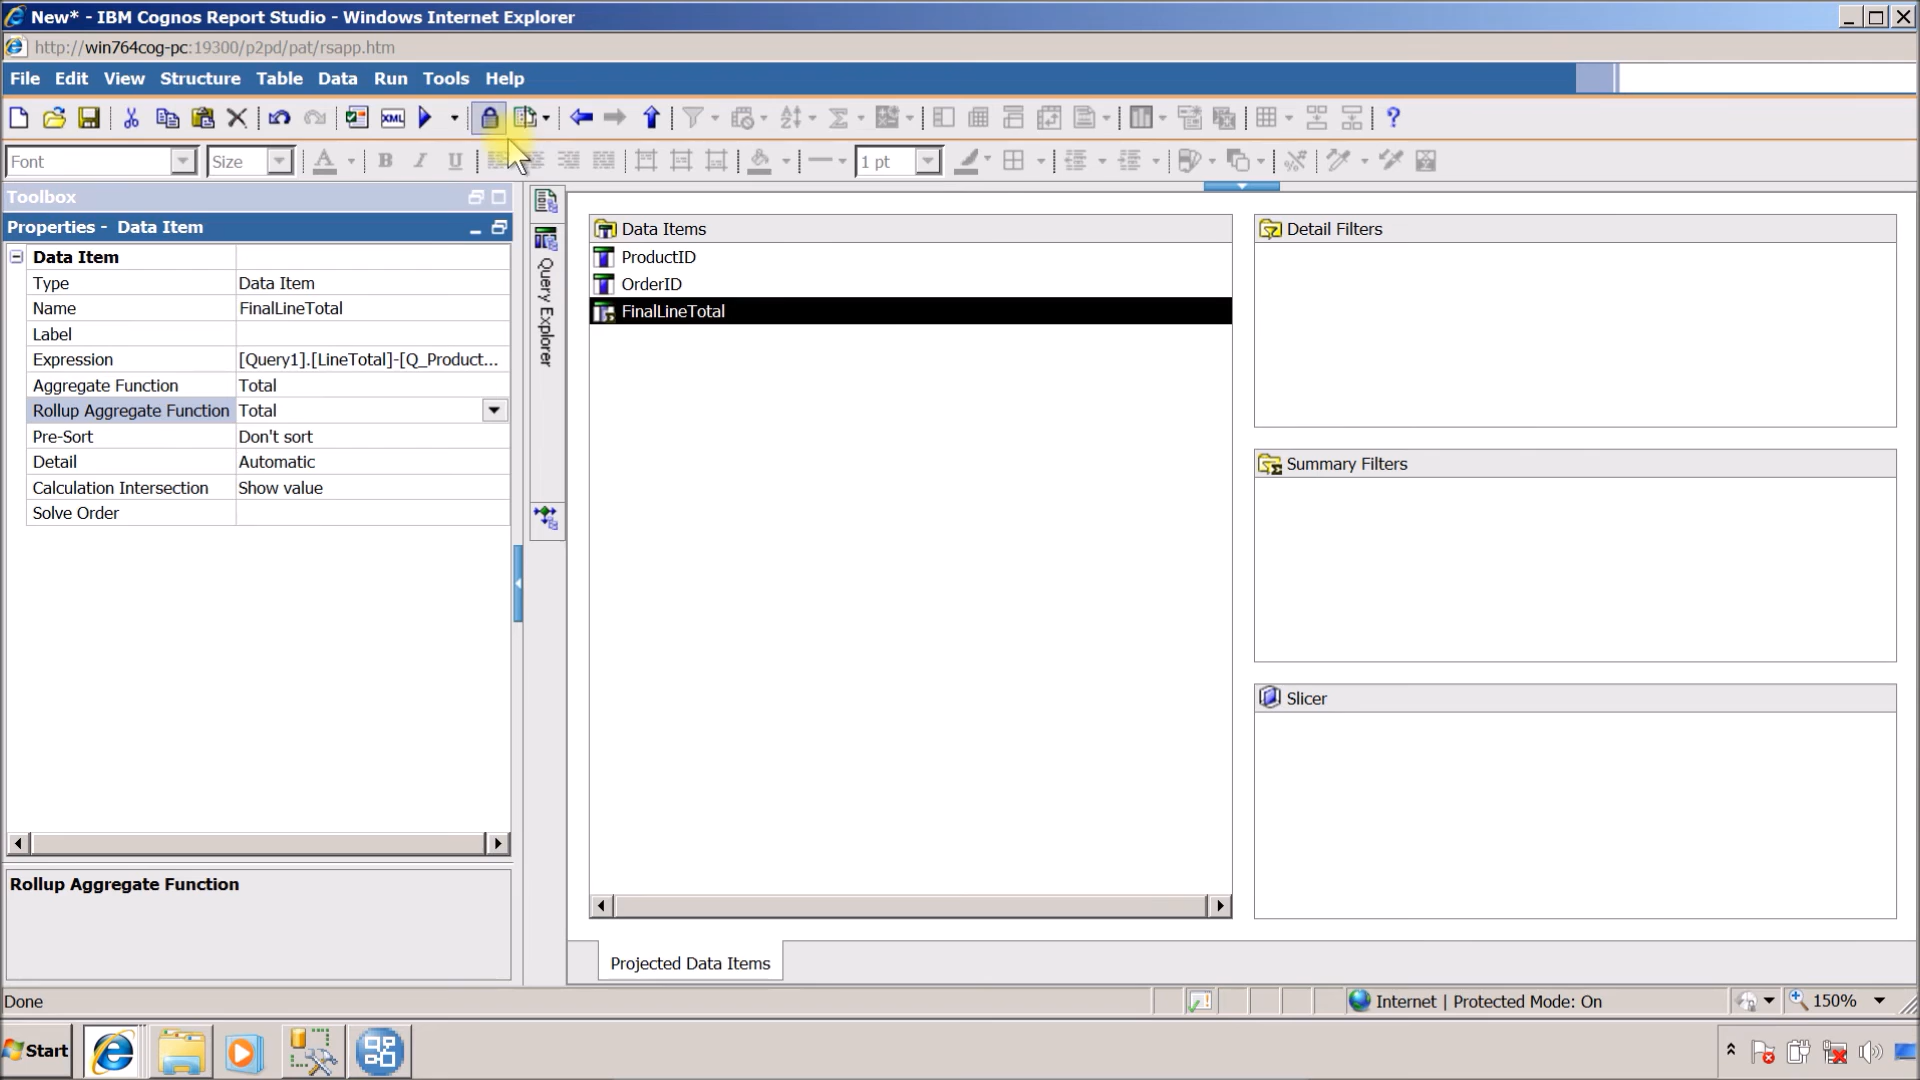 New* - IBM Cognos Report Studio - Windows Internet Explorer
http://win764cog-pc:19300/p2pd/pat/rsapp.htm
File Edit View Structure Table Data Run Tools Help
XML
Font Size A B I U 1 pt
Toolbox
Properties - Data Item
Data Item
Type Data Item
Name FinalLineTotal
Label
Expression [Query1].[LineTotal]-[Q_Product...
Aggregate Function Total
Rollup Aggregate Function Total
Pre-Sort Don't sort
Detail Automatic
Calculation Intersection Show value
Solve Order
Rollup Aggregate Function
Query Explorer
Data Items
ProductID
OrderID
FinalLineTotal
Detail Filters
Summary Filters
Slicer
Projected Data Items
Done
Internet | Protected Mode: On
150%
Start